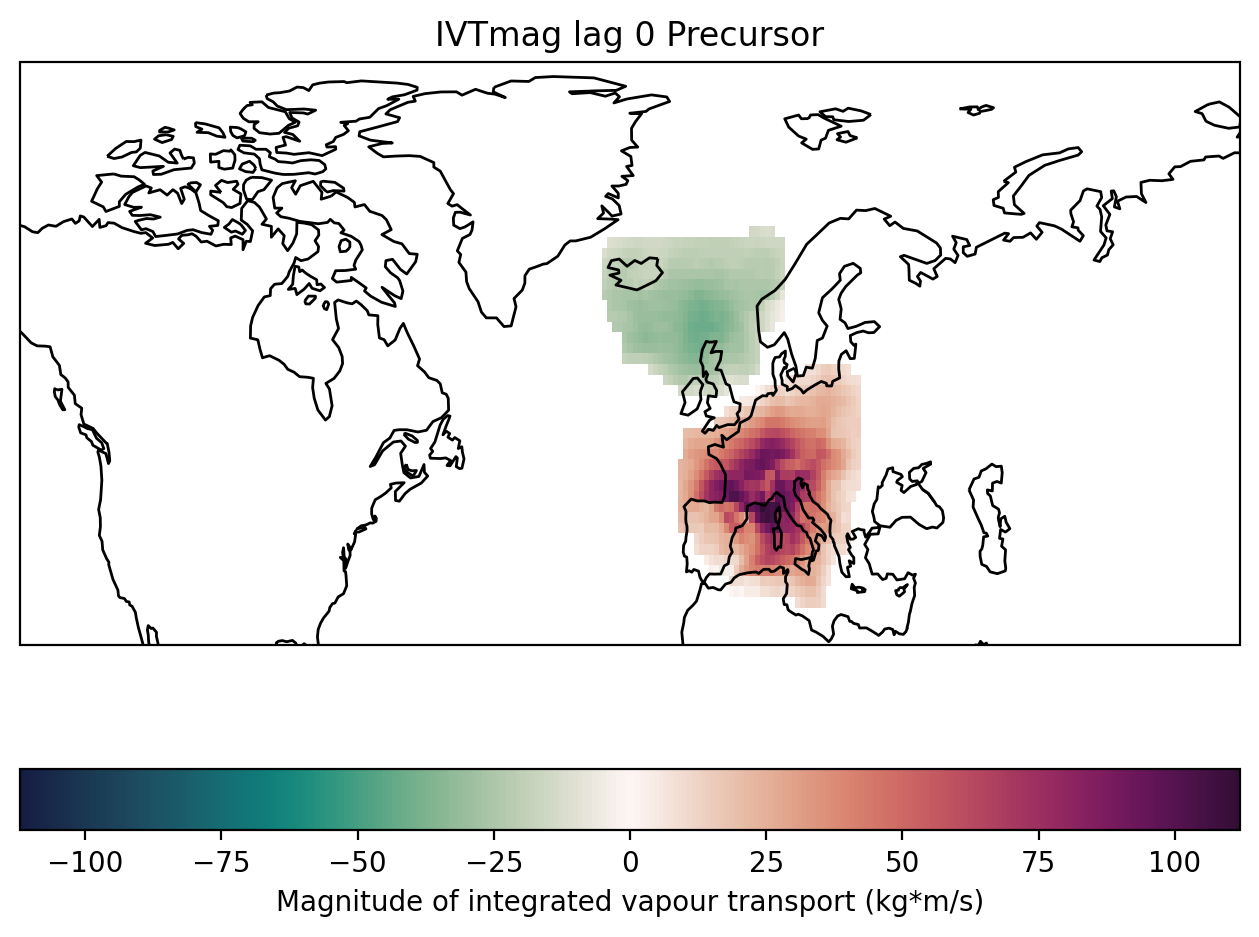 IVTmag lag 0 Precursor
−100 −75 −50 −25 0 25 50 75 100
Magnitude of integrated vapour transport (kg*m/s)